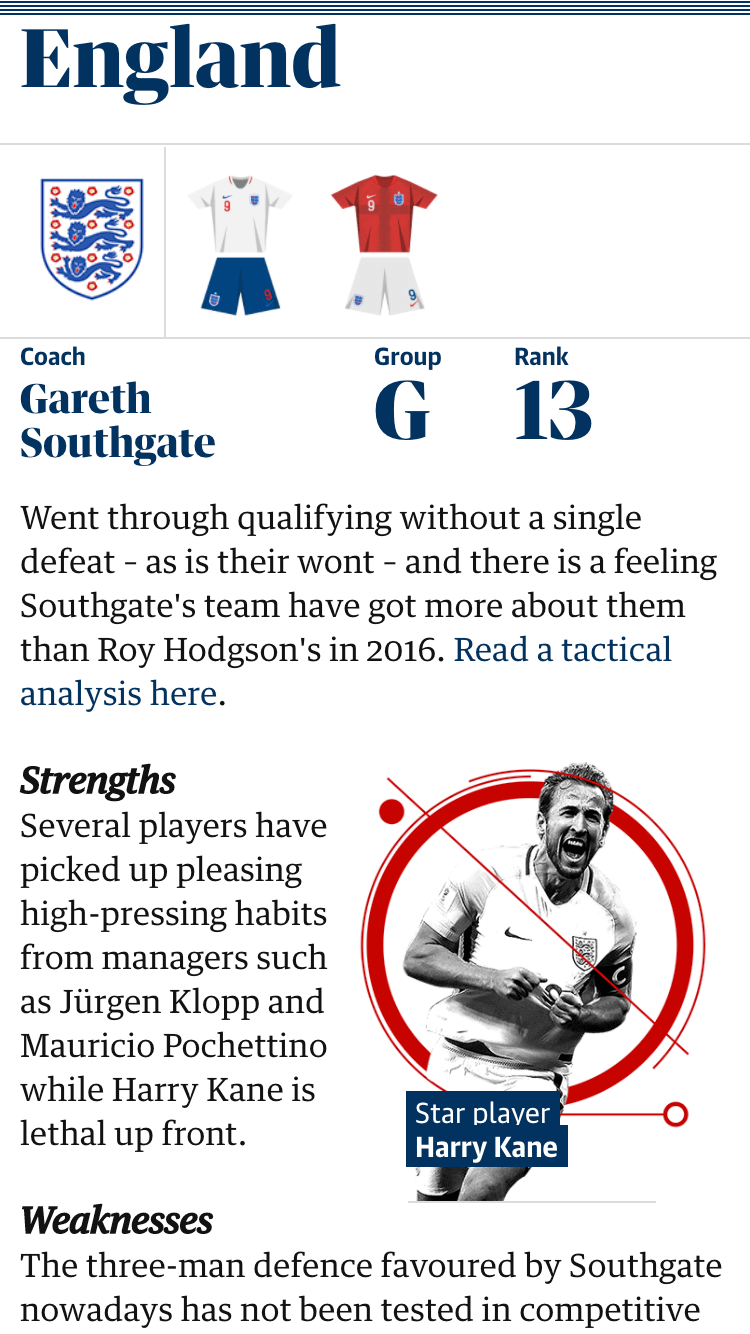 England
9
9
9
9
Coach
Group
Rank
Gareth
Southgate
G
13
Went through qualifying without a single
defeat – as is their wont – and there is a feeling
Southgate's team have got more about them
than Roy Hodgson's in 2016. Read a tactical
analysis here.
Strengths
Several players have
picked up pleasing
high-pressing habits
from managers such
as Jürgen Klopp and
Mauricio Pochettino
while Harry Kane is
lethal up front.
Star player
Harry Kane
Weaknesses
The three-man defence favoured by Southgate
nowadays has not been tested in competitive